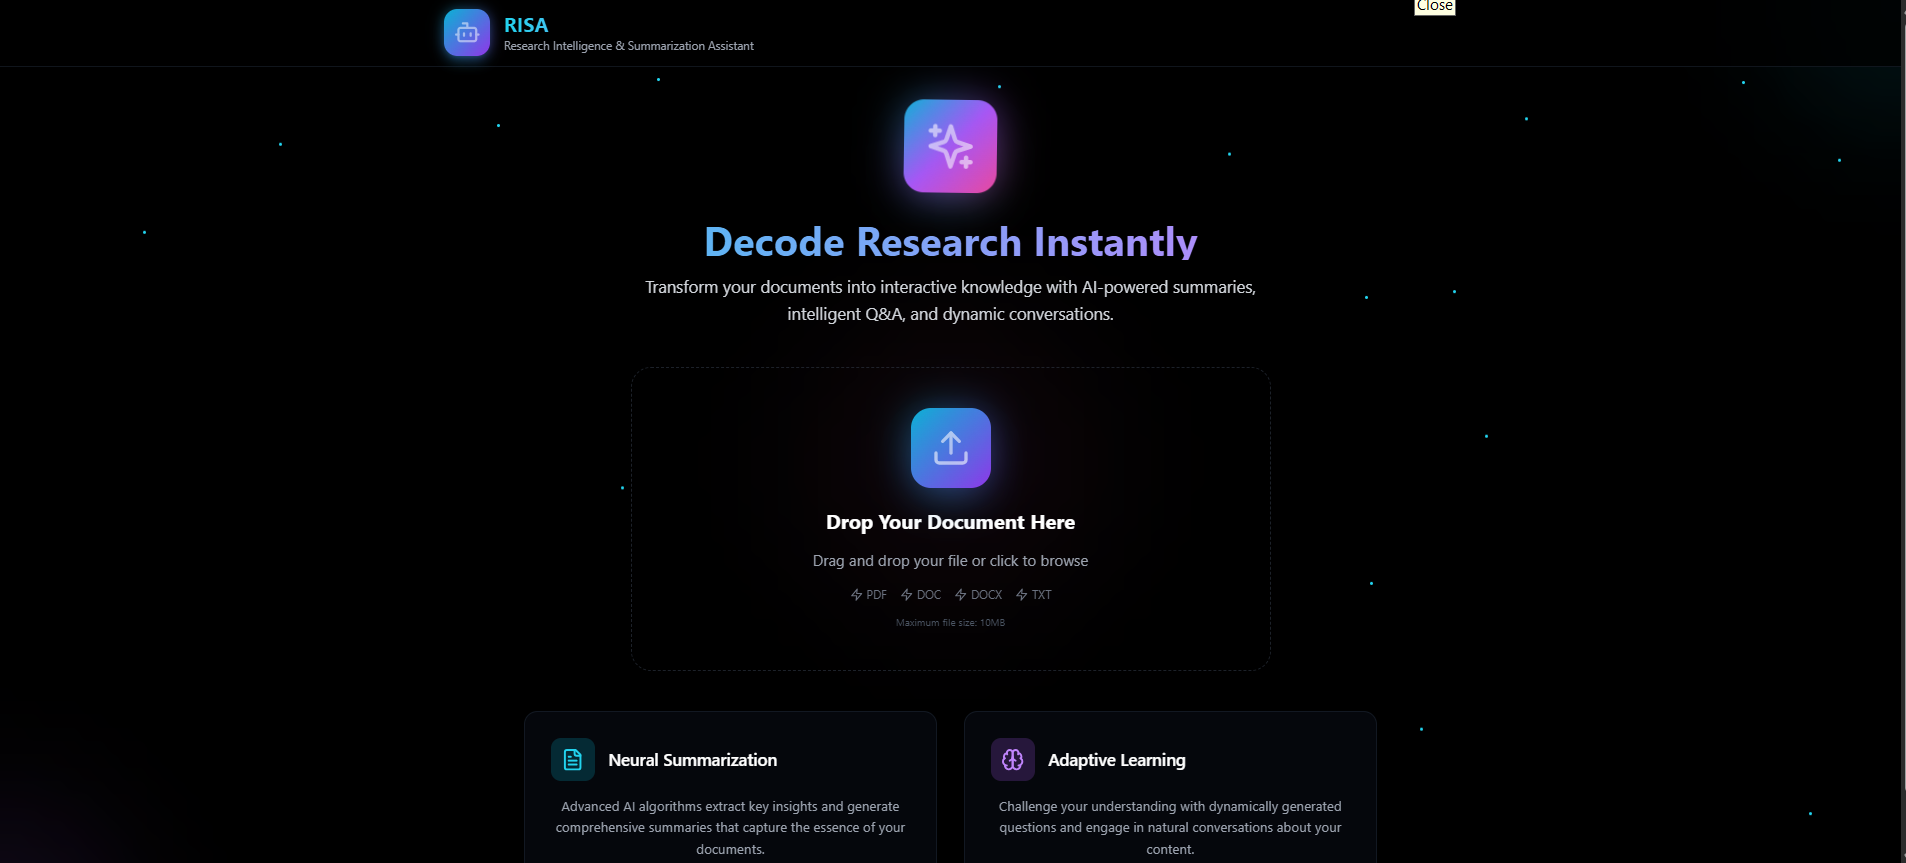 Close
RISA
Research Intelligence & Summarization Assistant
Decode Research Instantly
Transform your documents into interactive knowledge with AI-powered summaries,
intelligent Q&A, and dynamic conversations.
Drop Your Document Here
Drag and drop your file or click to browse
PDF DOC DOCX TXT
Maximum file size: 10MB
Neural Summarization
Advanced AI algorithms extract key insights and generate
comprehensive summaries that capture the essence of your
documents.
Adaptive Learning
Challenge your understanding with dynamically generated
questions and engage in natural conversations about your
content.